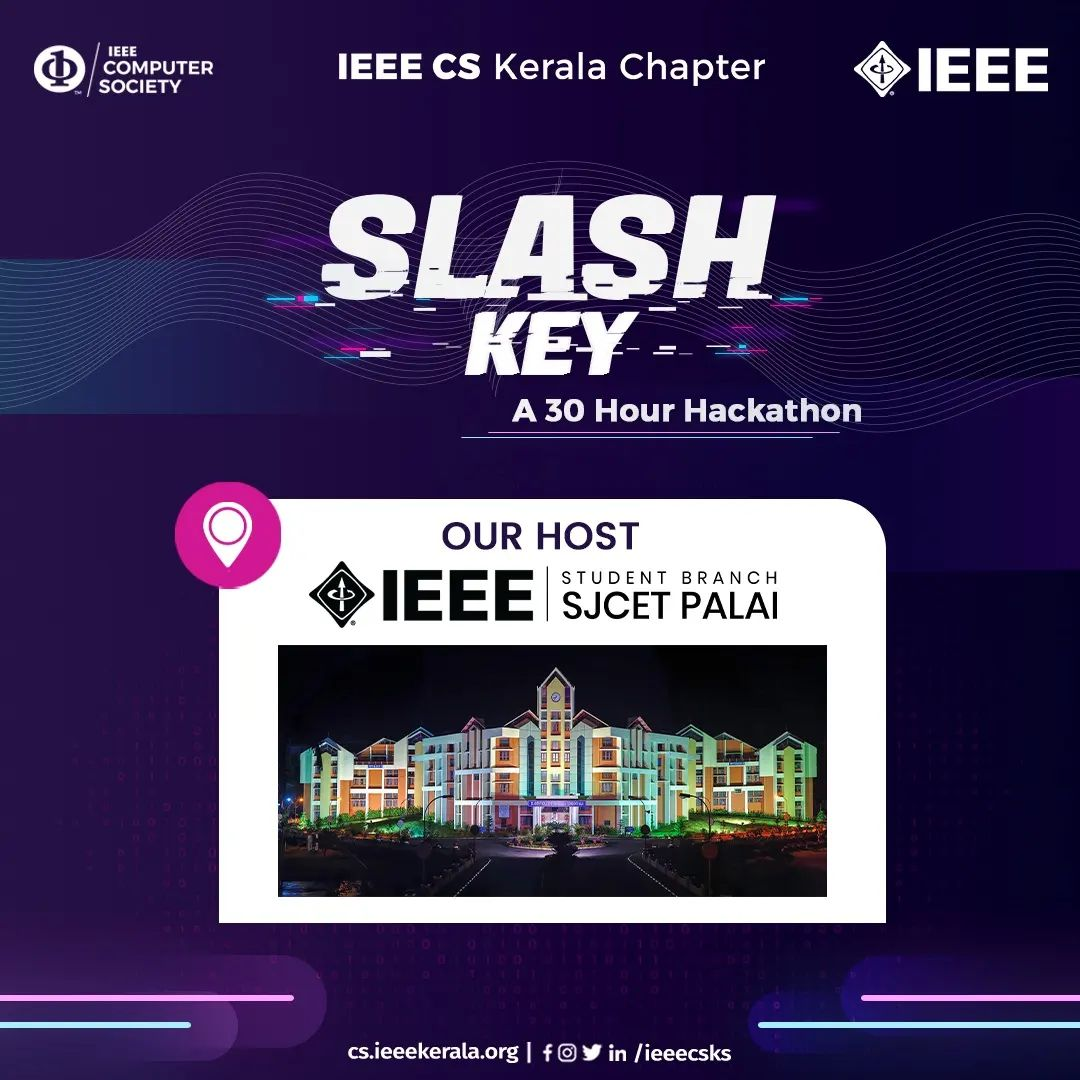 IEEE
COMPUTER
SOCIETY
IEEE CS Kerala Chapter
IEEE
SLASH
KEY
A 30 Hour Hackathon
OUR HOST
IEEE
STUDENT BRANCH
SJCET PALAI
cs.ieeekerala.org | /ieeecsks